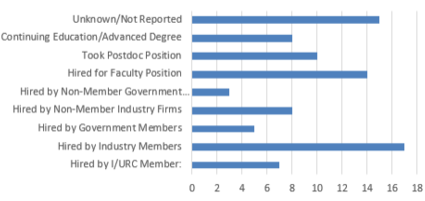 Unknown/Not Reported
Continuing Education/Advanced Degree
Took Postdoc Position
Hired for Faculty Position
Hired by Non-Member Government...
Hired by Non-Member Industry Firms
Hired by Government Members
Hired by Industry Members
Hired by I/URC Member:
0 2 4 6 8 10 12 14 16 18